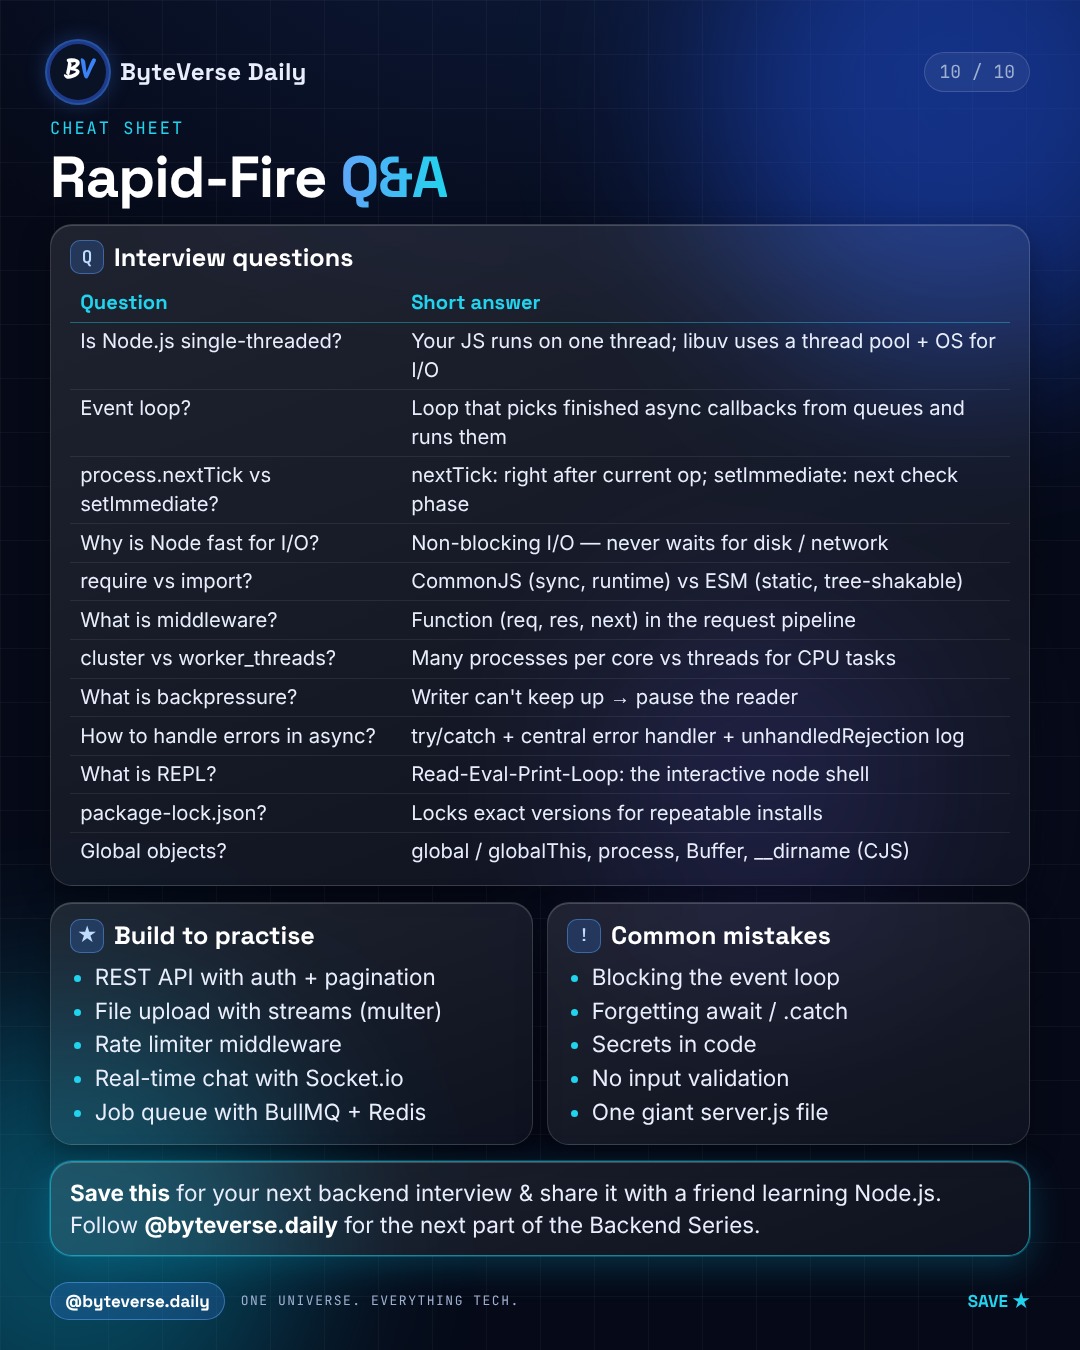 BV ByteVerse Daily
10 / 10
CHEAT SHEET
Rapid-Fire Q&A
Q Interview questions
Question Short answer
Is Node.js single-threaded? Your JS runs on one thread; libuv uses a thread pool + OS for
I/O
Event loop? Loop that picks finished async callbacks from queues and
runs them
process.nextTick vs nextTick: right after current op; setImmediate: next check
setImmediate? phase
Why is Node fast for I/O? Non-blocking I/O — never waits for disk / network
require vs import? CommonJS (sync, runtime) vs ESM (static, tree-shakable)
What is middleware? Function (req, res, next) in the request pipeline
cluster vs worker_threads? Many processes per core vs threads for CPU tasks
What is backpressure? Writer can't keep up → pause the reader
How to handle errors in async? try/catch + central error handler + unhandledRejection log
What is REPL? Read-Eval-Print-Loop: the interactive node shell
package-lock.json? Locks exact versions for repeatable installs
Global objects? global / globalThis, process, Buffer, __dirname (CJS)
★ Build to practise
• REST API with auth + pagination
• File upload with streams (multer)
• Rate limiter middleware
• Real-time chat with Socket.io
• Job queue with BullMQ + Redis
! Common mistakes
• Blocking the event loop
• Forgetting await / .catch
• Secrets in code
• No input validation
• One giant server.js file
Save this for your next backend interview & share it with a friend learning Node.js.
Follow @byteverse.daily for the next part of the Backend Series.
@byteverse.daily ONE UNIVERSE. EVERYTHING TECH. SAVE ★